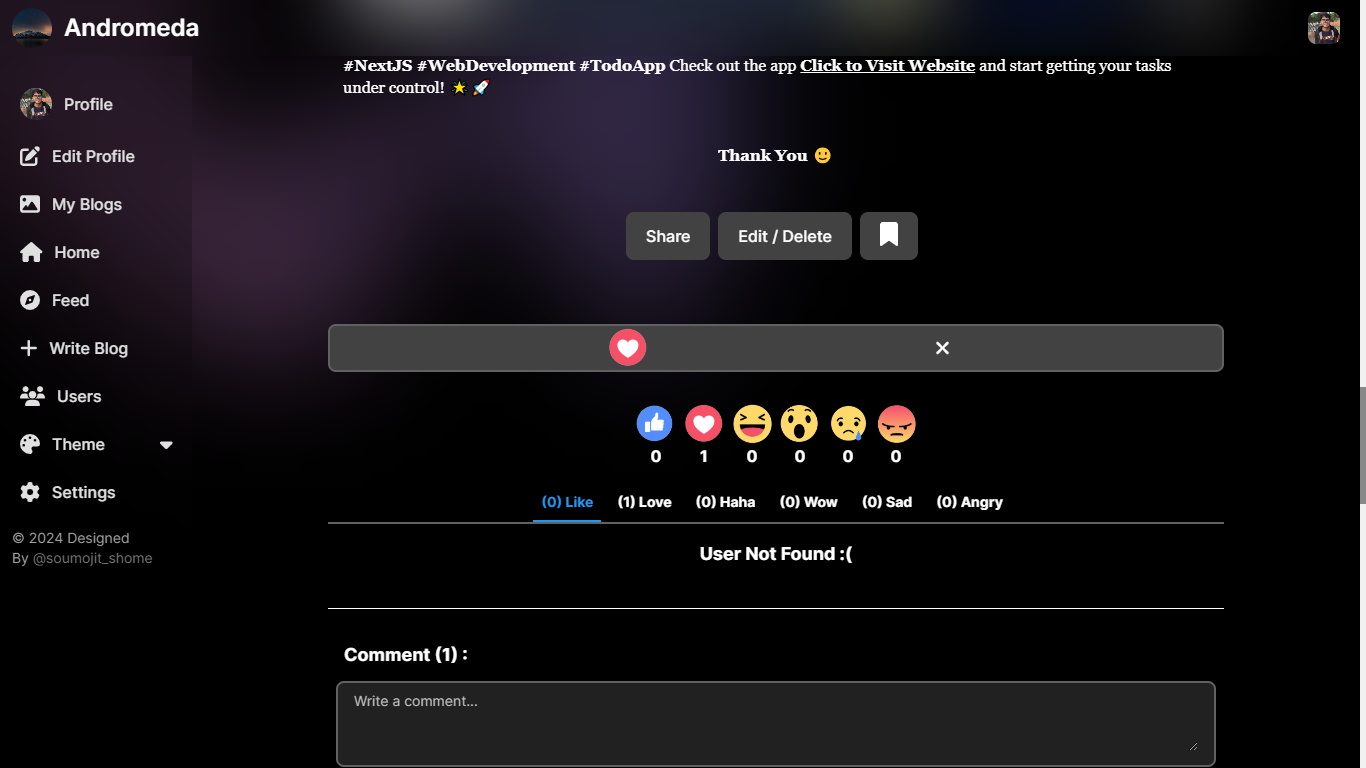 Andromeda
Profile
Edit Profile
My Blogs
Home
Feed
Write Blog
Users
Theme
Settings
© 2024 Designed
By @soumojit_shome
#NextJS #WebDevelopment #TodoApp Check out the app Click to Visit Website and start getting your tasks
under control! 🌟 🚀
Thank You 🙂
Share
Edit / Delete
0 1 0 0 0 0
(0) Like (1) Love (0) Haha (0) Wow (0) Sad (0) Angry
User Not Found :(
Comment (1) :
Write a comment...